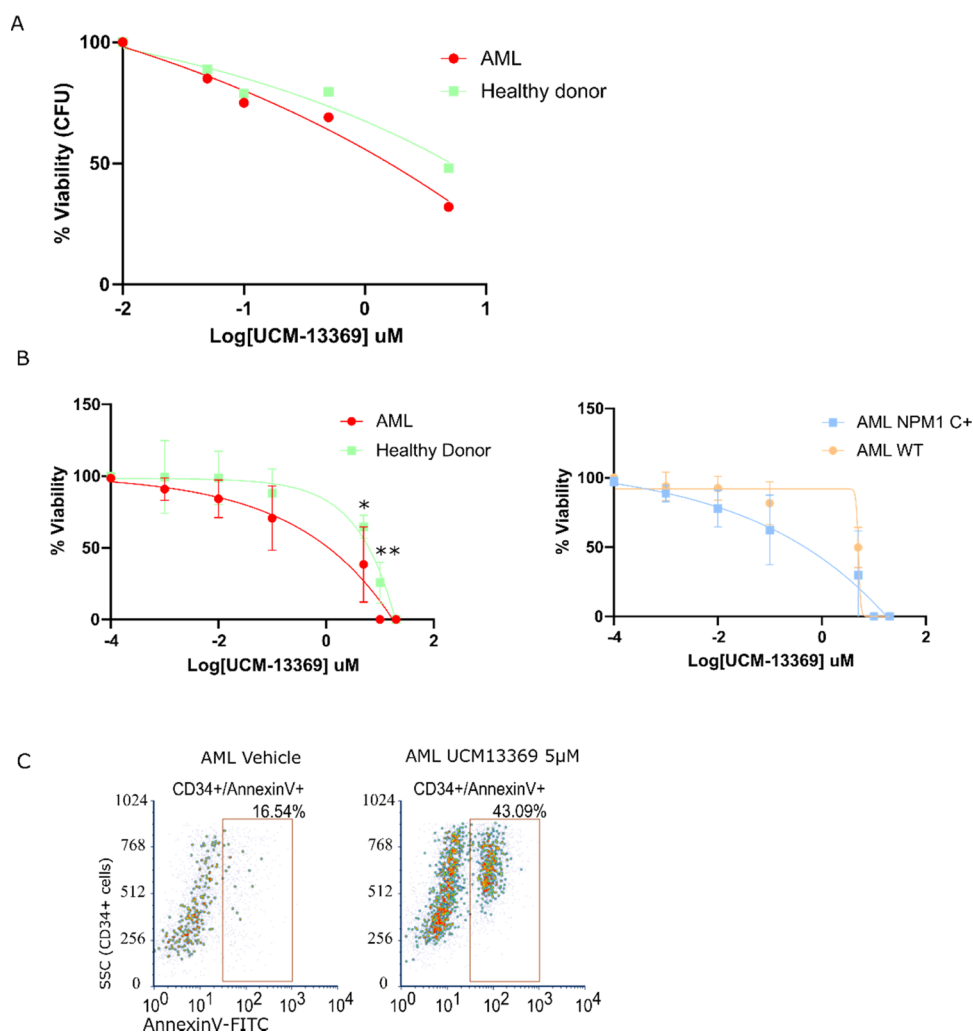 A
100
50
0
% Viability (CFU)
-2
-1
0
1
Log[UCM-13369] uM
AML
Healthy donor
B
150
100
50
0
% Viability
-4
-2
0
2
Log[UCM-13369] uM
AML
Healthy Donor
*
**
150
100
50
0
% Viability
-4
-2
0
2
Log[UCM-13369] uM
AML NPM1 C+
AML WT
C
AML Vehicle
CD34+/AnnexinV+
16.54%
1024
768
512
256
0
SSC (CD34+ cells)
10⁰ 10¹ 10² 10³ 10⁴
AnnexinV-FITC
AML UCM13369 5µM
CD34+/AnnexinV+
43.09%
1024
768
512
256
0
10⁰ 10¹ 10² 10³ 10⁴